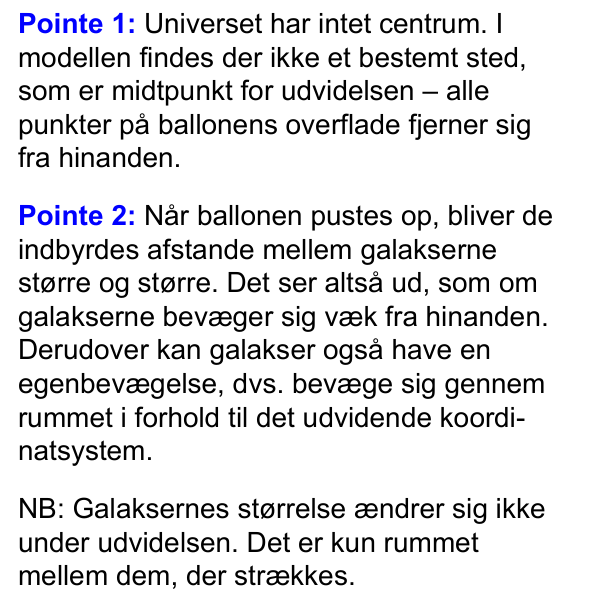 Pointe 1: Universet har intet centrum. I
modellen findes der ikke et bestemt sted,
som er midtpunkt for udvidelsen – alle
punkter på ballonens overflade fjerner sig
fra hinanden.
Pointe 2: Når ballonen pustes op, bliver de
indbyrdes afstande mellem galakserne
større og større. Det ser altså ud, som om
galakserne bevæger sig væk fra hinanden.
Derudover kan galakser også have en
egenbevægelse, dvs. bevæge sig gennem
rummet i forhold til det udvidende koordi-
natsystem.
NB: Galaksernes størrelse ændrer sig ikke
under udvidelsen. Det er kun rummet
mellem dem, der strækkes.